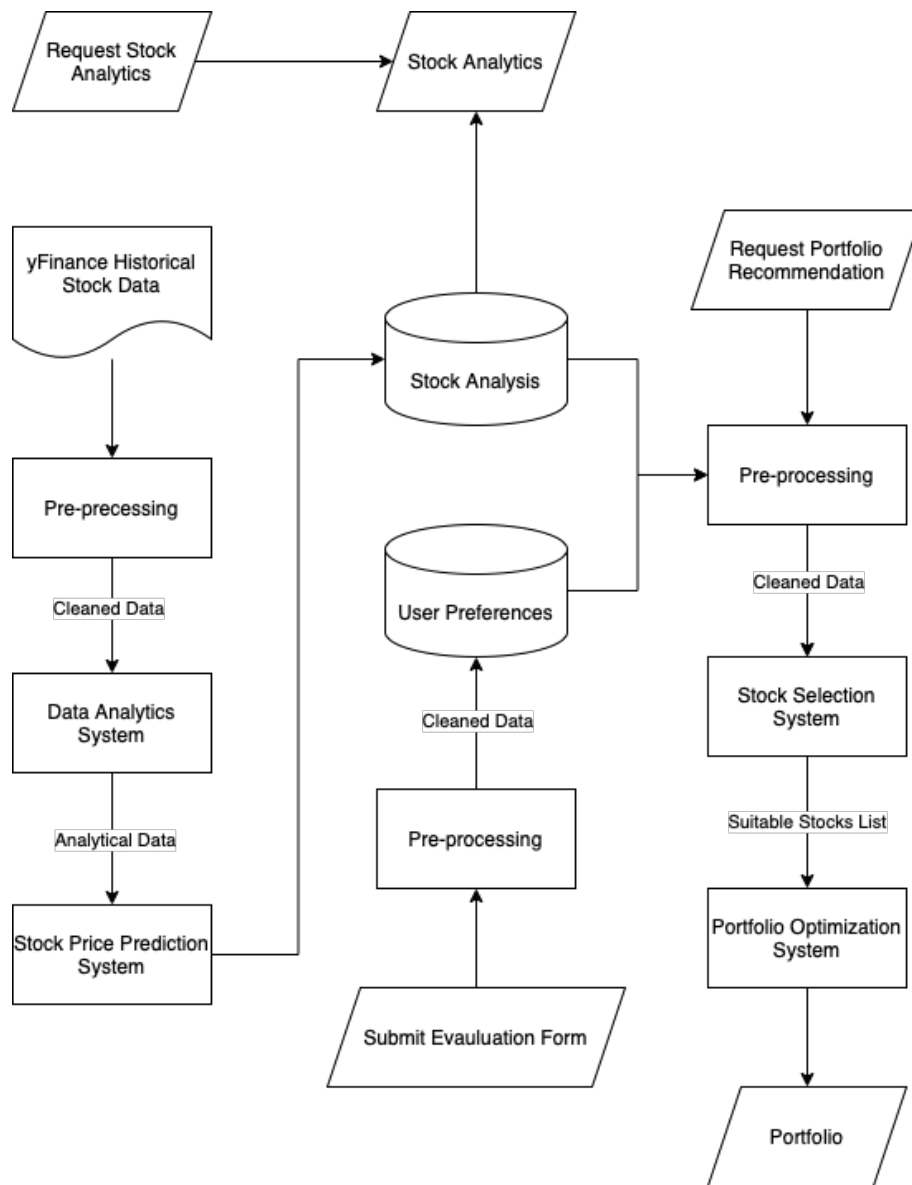 Request Stock
Analytics
Stock Analytics
yFinance Historical
Stock Data
Request Portfolio
Recommendation
Stock Analysis
Pre-precessing
Pre-processing
Cleaned Data
Cleaned Data
User Preferences
Data Analytics
System
Stock Selection
System
Cleaned Data
Analytical Data
Pre-processing
Suitable Stocks List
Stock Price Prediction
System
Portfolio Optimization
System
Submit Evauluation Form
Portfolio